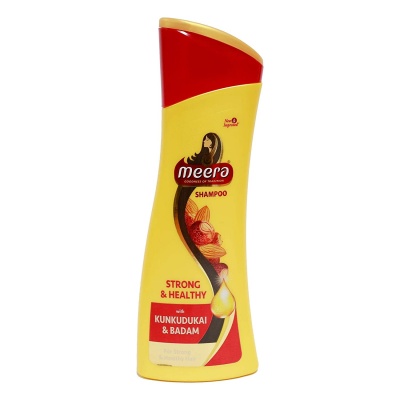 New & Improved
meera
GOODNESS OF TRADITION
SHAMPOO
STRONG
& HEALTHY
with
KUNKUDUKAI
& BADAM